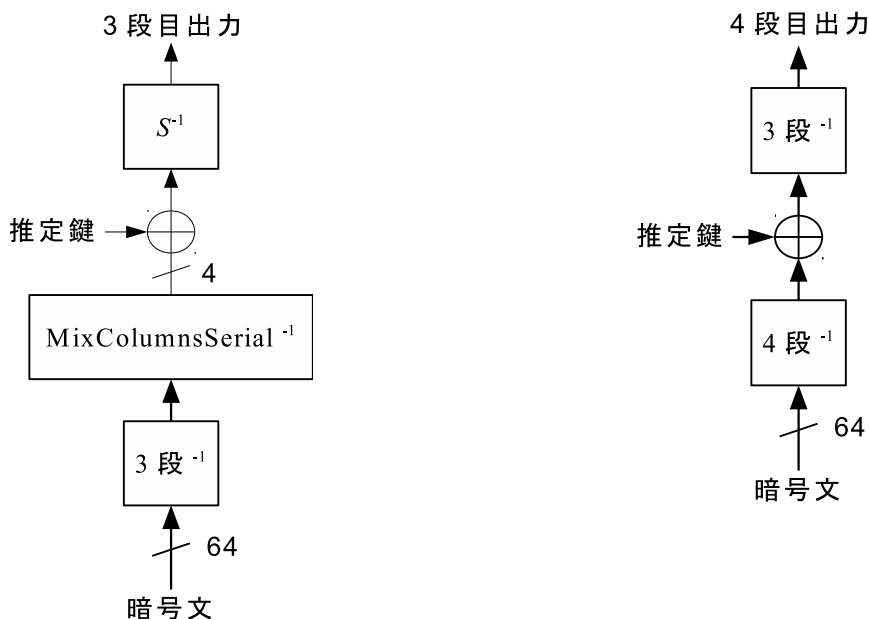 3段目出力
S⁻¹
推定鍵
4
MixColumnsSerial ⁻¹
3 段 ⁻¹
64
暗号文
4段目出力
3 段 ⁻¹
推定鍵
4 段 ⁻¹
64
暗号文